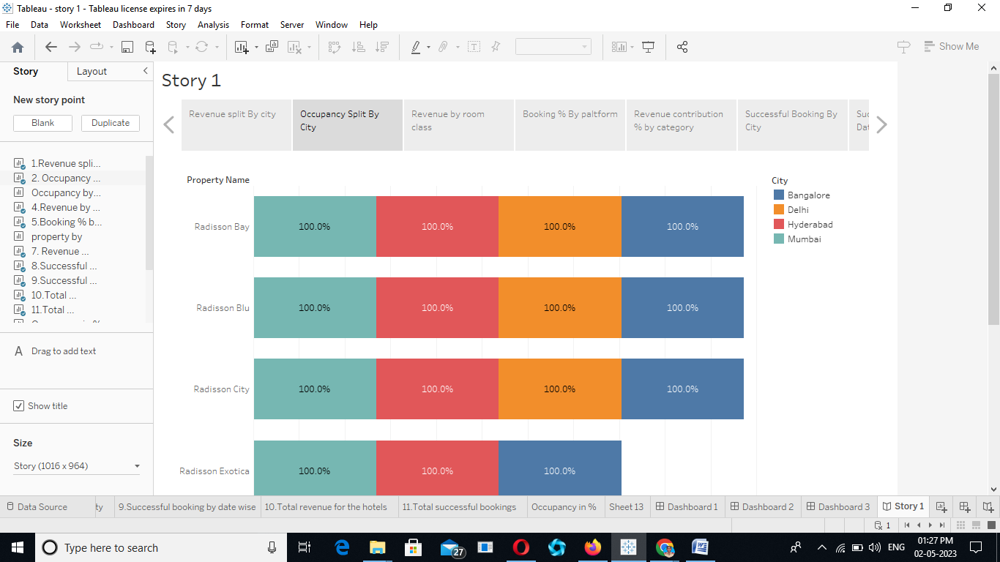 Tableau - story 1 - Tableau license expires in 7 days
File Data Worksheet Dashboard Story Analysis Format Server Window Help
Show Me
Story Layout
New story point
Blank Duplicate
1.Revenue spli...
2. Occupancy ...
Occupancy by...
4.Revenue by ...
5.Booking % b...
property by
7. Revenue ...
8.Successful ...
9.Successful ...
10.Total ...
11.Total ...
A Drag to add text
Show title
Size
Story (1016 x 964)
Story 1
Revenue split By city
Occupancy Split By
City
Revenue by room
class
Booking % By paltform
Revenue contribution
% by category
Successful Booking By
City
Property Name
Radisson Bay 100.0% 100.0% 100.0% 100.0%
Radisson Blu 100.0% 100.0% 100.0% 100.0%
Radisson City 100.0% 100.0% 100.0% 100.0%
Radisson Exotica 100.0% 100.0% 100.0%
City
Bangalore
Delhi
Hyderabad
Mumbai
Data Source ty 9.Successful booking by date wise 10.Total revenue for the hotels 11.Total successful bookings Occupancy in % Sheet 13 Dashboard 1 Dashboard 2 Dashboard 3 Story 1
1
Type here to search
27
ENG
01:27 PM
02-05-2023